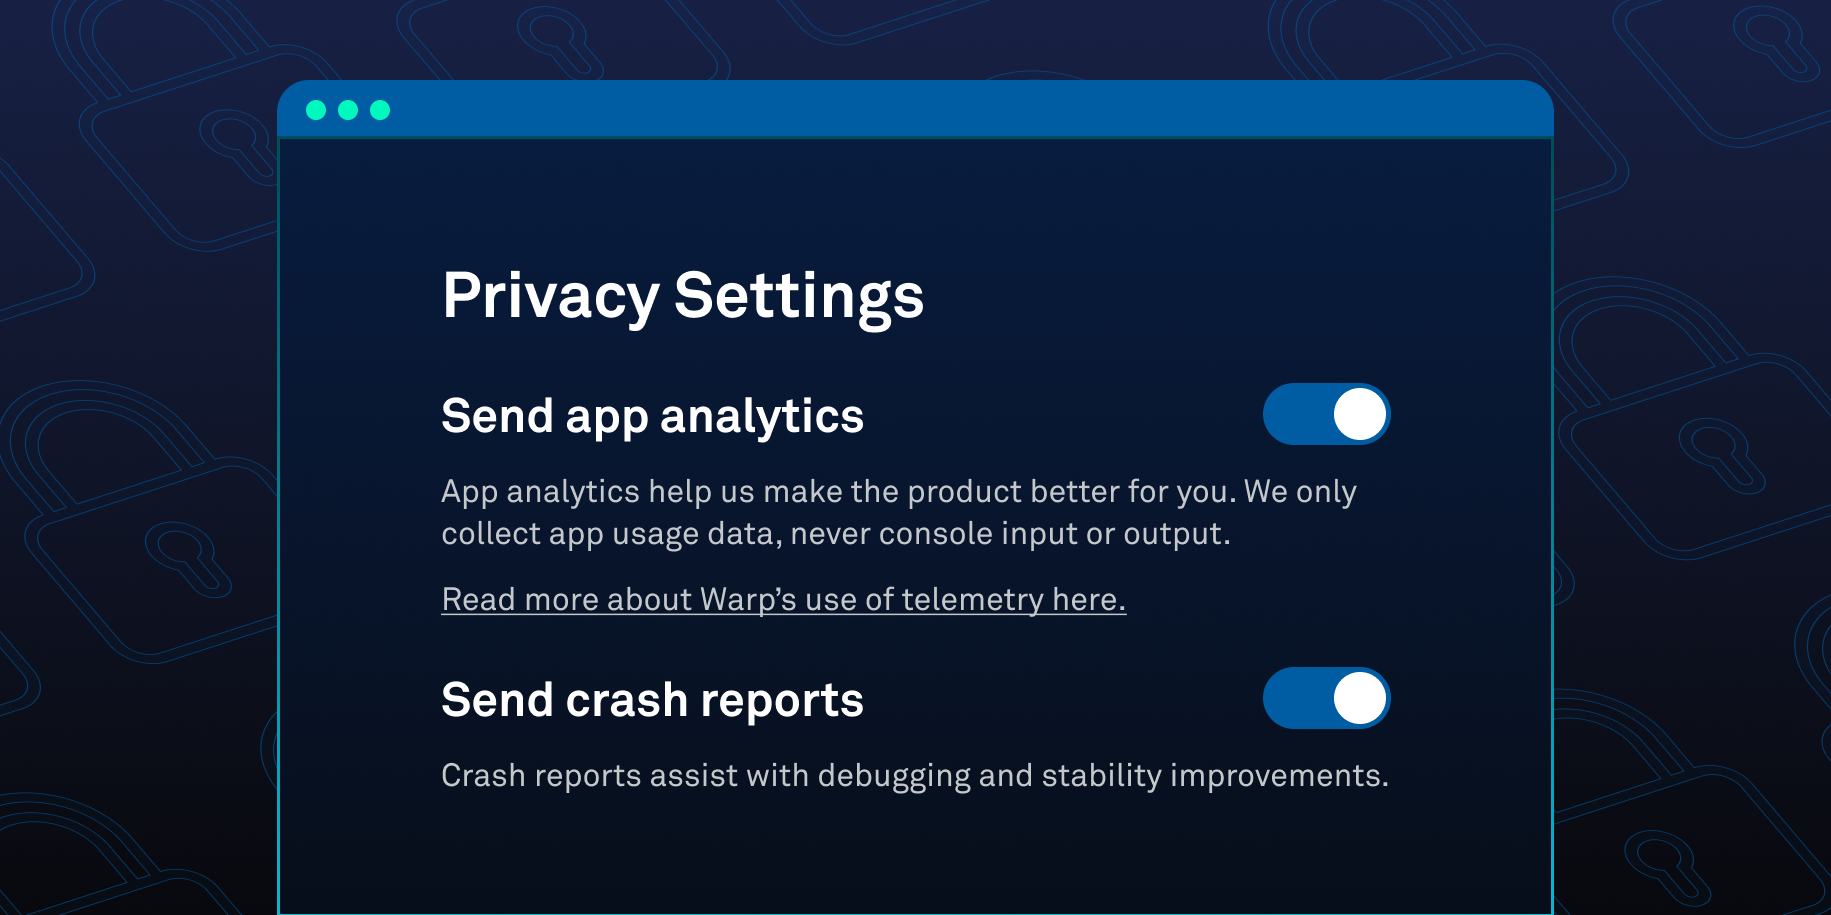 Privacy Settings
Send app analytics
App analytics help us make the product better for you. We only
collect app usage data, never console input or output.
Read more about Warp’s use of telemetry here.
Send crash reports
Crash reports assist with debugging and stability improvements.